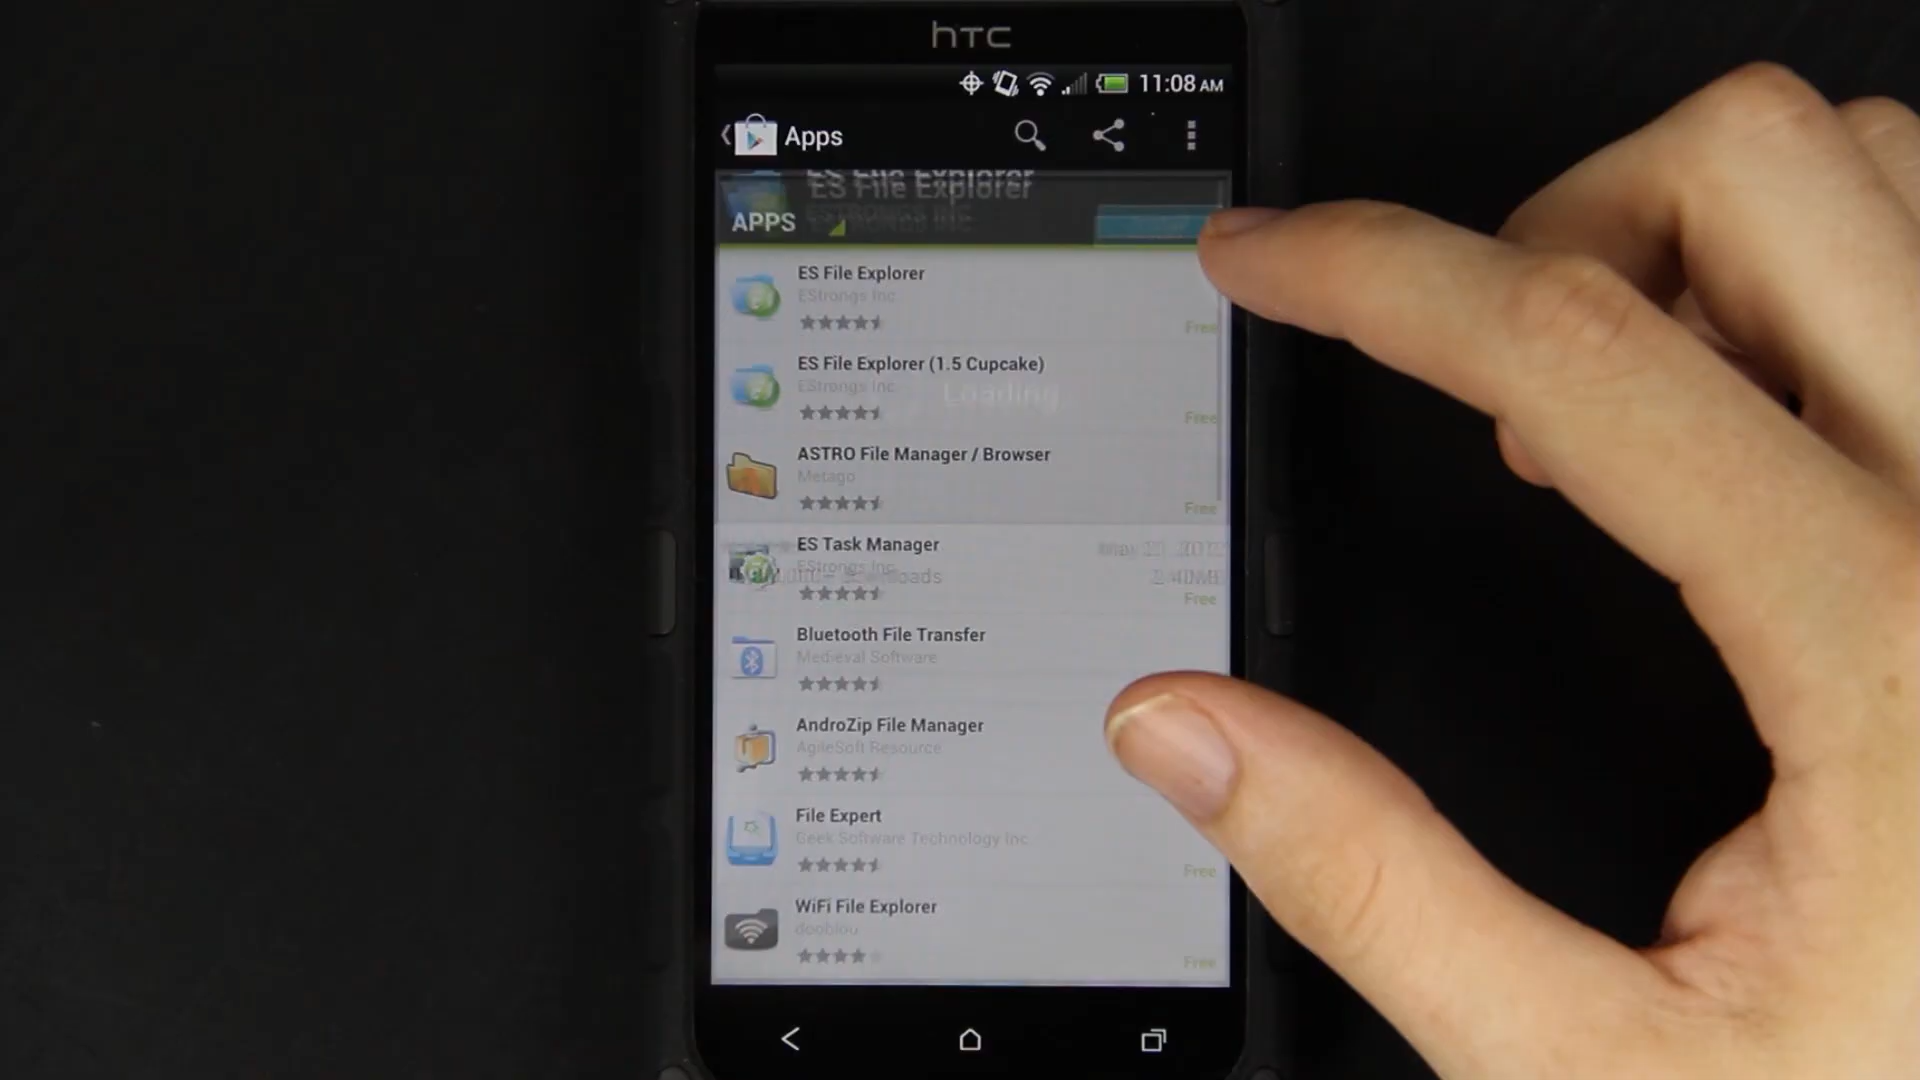 hTC
11:08 AM
Apps
ES File Explorer
ESTRONGS INC
APPS
ES File Explorer
EStrongs Inc
Free
ES File Explorer (1.5 Cupcake)
EStrongs Inc
Loading
Free
ASTRO File Manager / Browser
Metago
Free
ES Task Manager
EStrongs Inc
Free
Bluetooth File Transfer
Medieval Software
AndroZip File Manager
AgileSoft Resource
File Expert
Geek Software Technology Inc
Free
WiFi File Explorer
dooblou
Free